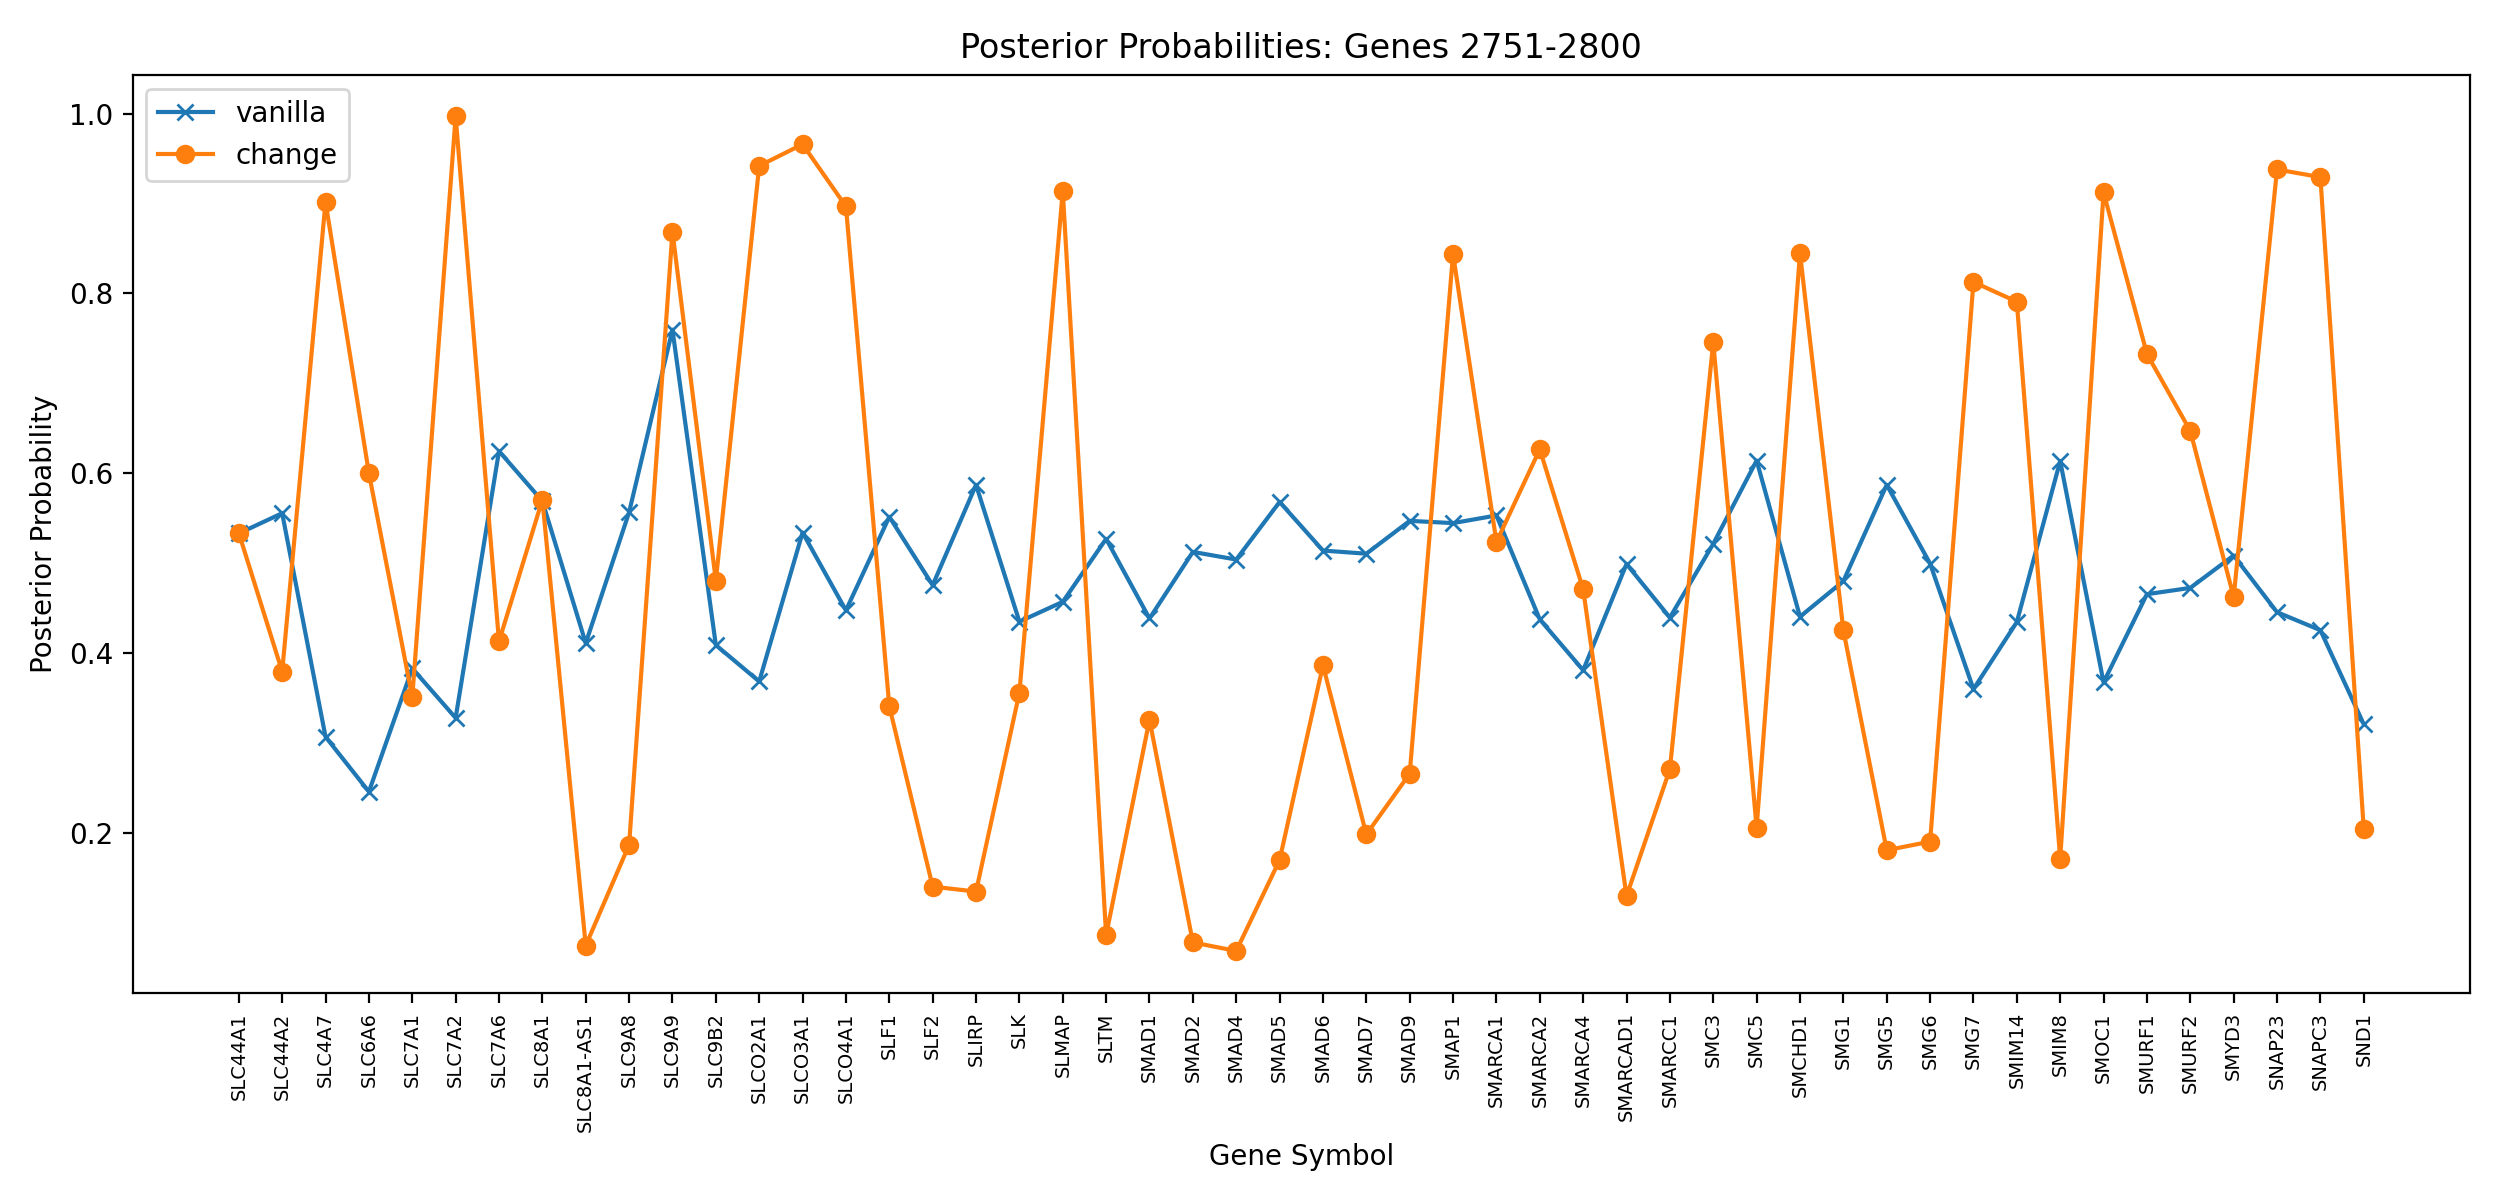 Posterior Probabilities: Genes 2751-2800
vanilla
change
Posterior Probability
1.0
0.8
0.6
0.4
0.2
SLC44A1
SLC44A2
SLC4A7
SLC6A6
SLC7A1
SLC7A2
SLC7A6
SLC8A1
SLC8A1-AS1
SLC9A8
SLC9A9
SLC9B2
SLCO2A1
SLCO3A1
SLCO4A1
SLF1
SLF2
SLIRP
SLK
SLMAP
SLTM
SMAD1
SMAD2
SMAD4
SMAD5
SMAD6
SMAD7
SMAD9
SMAP1
SMARCA1
SMARCA2
SMARCA4
SMARCAD1
SMARCC1
SMC3
SMC5
SMCHD1
SMG1
SMG5
SMG6
SMG7
SMIM14
SMIM8
SMOC1
SMURF1
SMURF2
SMYD3
SNAP23
SNAPC3
SND1
Gene Symbol